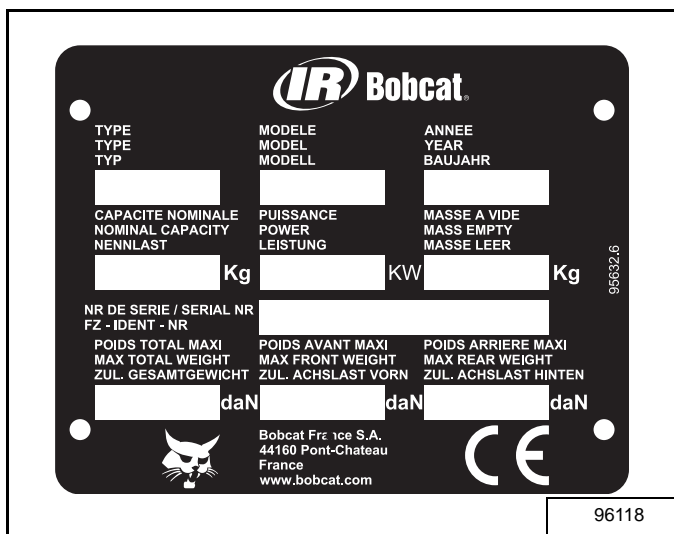 IR Bobcat®
TYPE MODELE ANNEE
TYPE MODEL YEAR
TYP MODELL BAUJAHR
CAPACITE NOMINALE PUISSANCE MASSE A VIDE
NOMINAL CAPACITY POWER MASS EMPTY
NENNLAST LEISTUNG MASSE LEER
Kg KW Kg
95632.6
NR DE SERIE / SERIAL NR
FZ - IDENT - NR
POIDS TOTAL MAXI POIDS AVANT MAXI POIDS ARRIERE MAXI
MAX TOTAL WEIGHT MAX FRONT WEIGHT MAX REAR WEIGHT
ZUL. GESAMTGEWICHT ZUL. ACHSLAST VORN ZUL. ACHSLAST HINTEN
daN daN daN
Bobcat France S.A.
44160 Pont-Chateau
France
www.bobcat.com
CE
96118